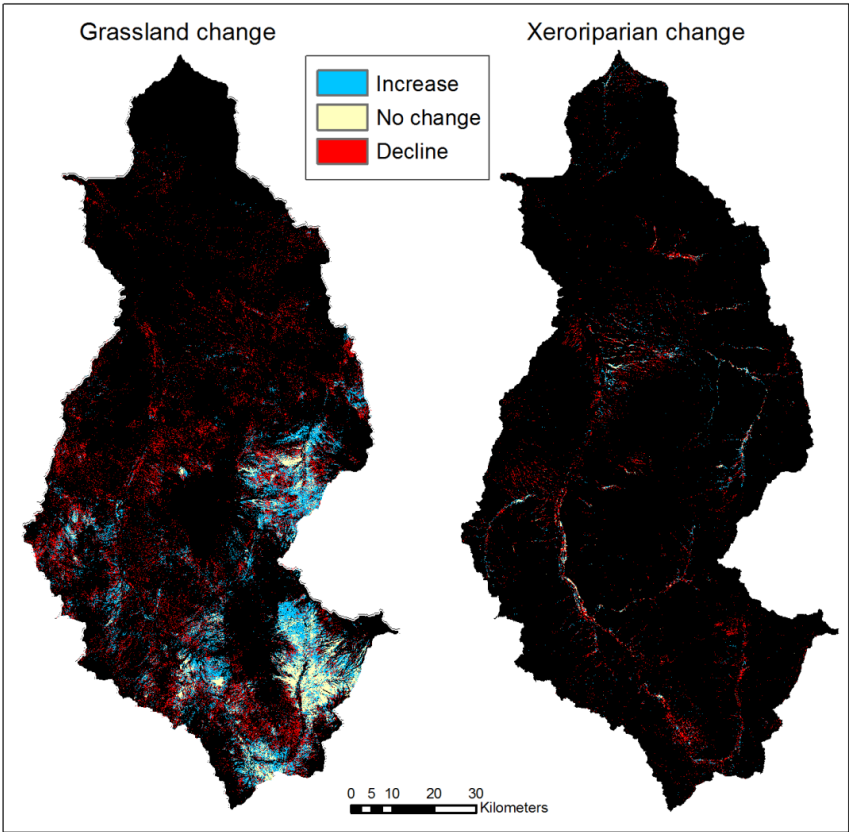 Grassland change
Xeroriparian change
Increase
No change
Decline
0 5 10 20 30
Kilometers